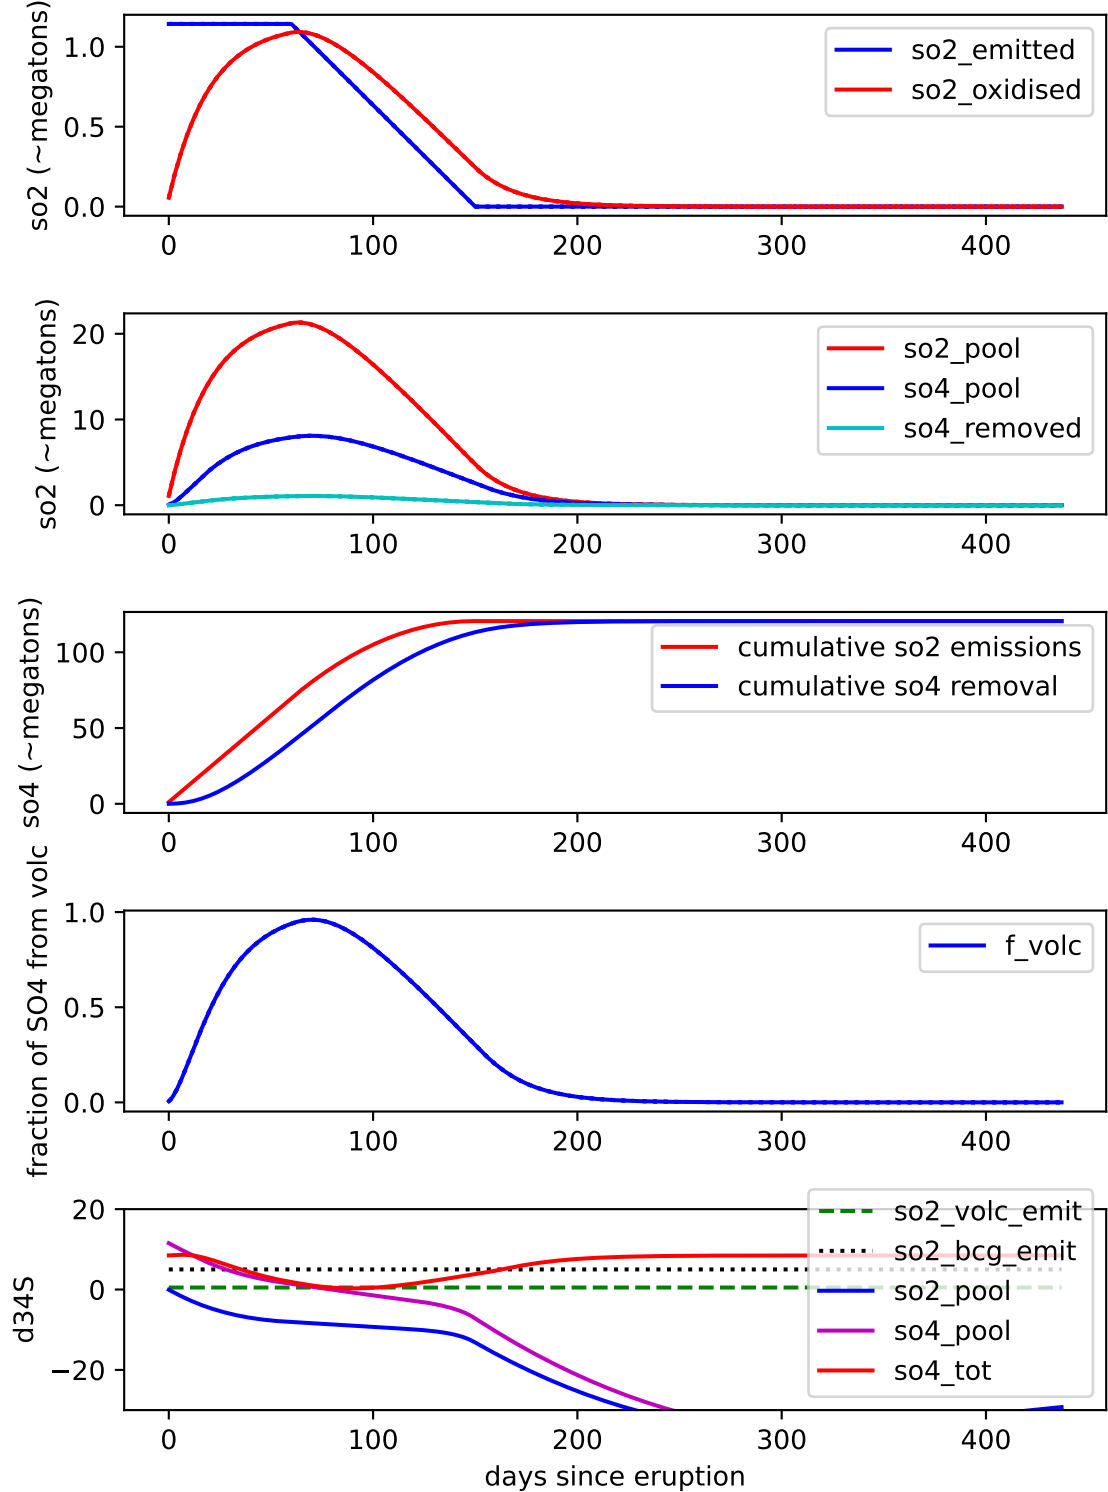 so2 (~megatons)
1.0
0.5
0.0
so2_emitted
so2_oxidised
0 100 200 300 400
so2 (~megatons)
20
10
0
so2_pool
so4_pool
so4_removed
0 100 200 300 400
so4 (~megatons)
100
50
0
cumulative so2 emissions
cumulative so4 removal
0 100 200 300 400
fraction of SO4 from volc
1.0
0.5
0.0
f_volc
0 100 200 300 400
d34S
20
0
−20
so2_volc_emit
so2_bcg_emit
so2_pool
so4_pool
so4_tot
0 100 200 300 400
days since eruption